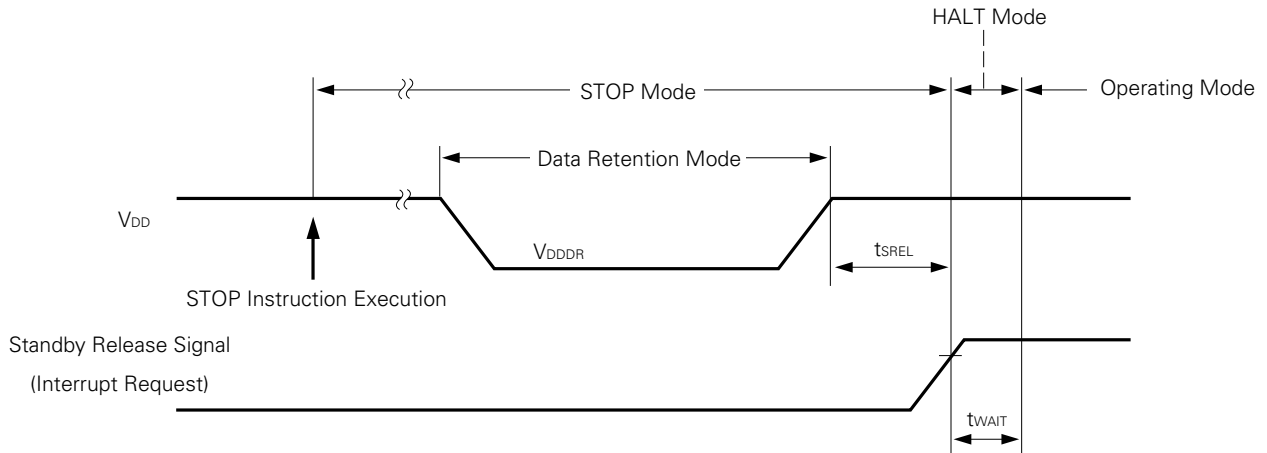 HALT Mode
STOP Mode
Operating Mode
Data Retention Mode
VDD
VDDDR
tSREL
STOP Instruction Execution
Standby Release Signal
(Interrupt Request)
tWAIT